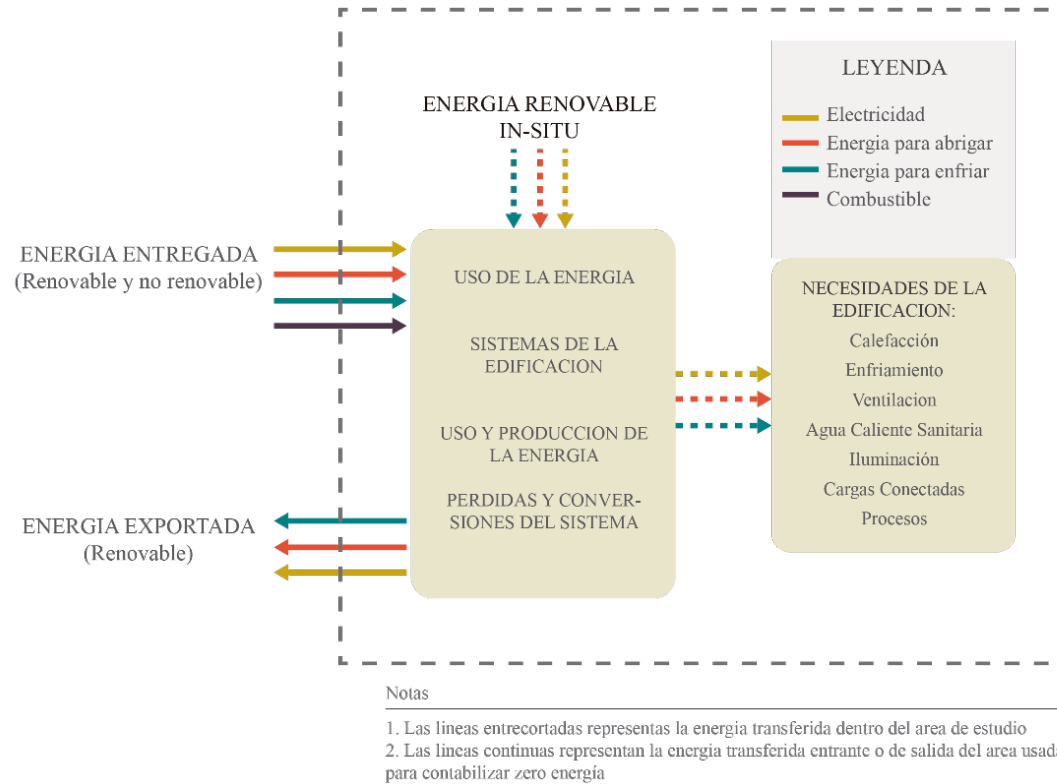 ENERGIA RENOVABLE
IN-SITU
LEYENDA
Electricidad
Energia para abrigar
Energia para enfriar
Combustible
ENERGIA ENTREGADA
(Renovable y no renovable)
USO DE LA ENERGIA
SISTEMAS DE LA
EDIFICACION
USO Y PRODUCCION DE
LA ENERGIA
PERDIDAS Y CONVER-
SIONES DEL SISTEMA
NECESIDADES DE LA
EDIFICACION:
Calefacción
Enfriamiento
Ventilacion
Agua Caliente Sanitaria
Iluminación
Cargas Conectadas
Procesos
ENERGIA EXPORTADA
(Renovable)
Notas
1. Las lineas entrecortadas representas la energia transferida dentro del area de estudio
2. Las lineas continuas representan la energia transferida entrante o de salida del area usada
para contabilizar zero energía